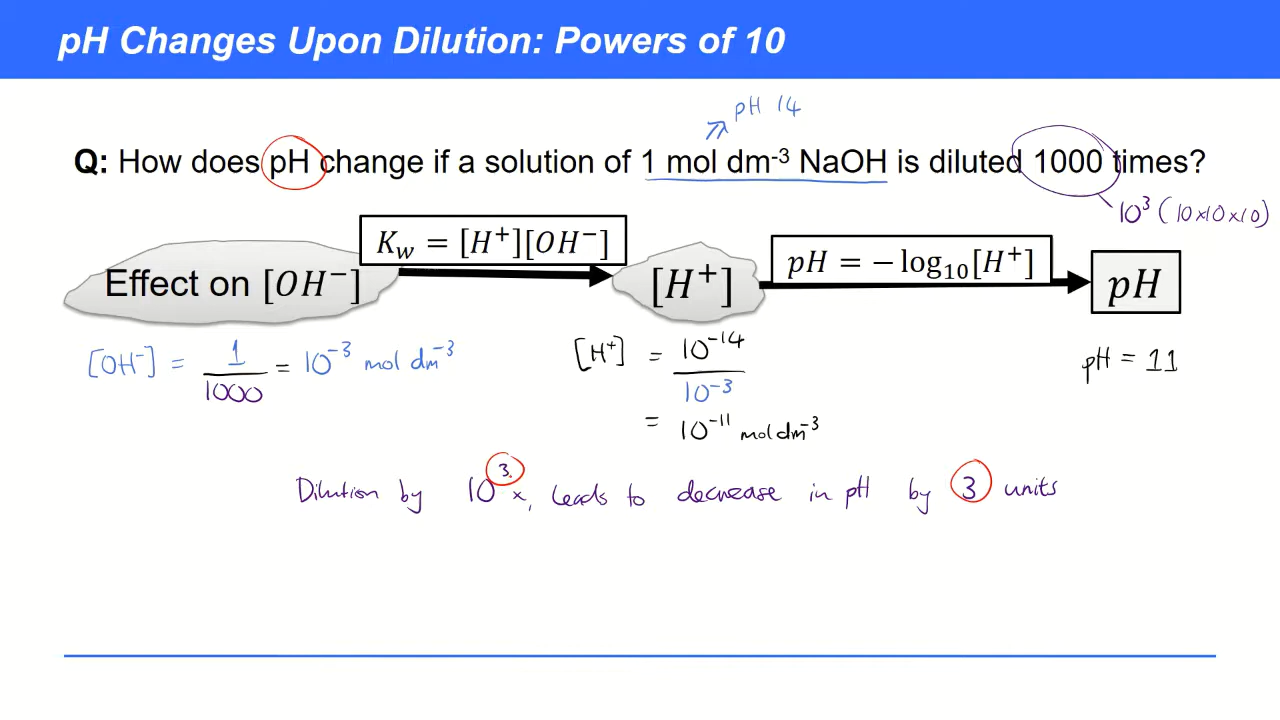 pH Changes Upon Dilution: Powers of 10
pH 14
Q: How does pH change if a solution of 1 mol dm⁻³ NaOH is diluted 1000 times?
10³ (10×10×10)
K_w = [H⁺][OH⁻]
pH = −log₁₀[H⁺]
Effect on [OH⁻]
[H⁺]
pH
[OH⁻] = 1/1000 = 10⁻³ mol dm⁻³
[H⁺] = 10⁻¹⁴/10⁻³
pH = 11
= 10⁻¹¹ mol dm⁻³
Dilution by 10³ ×, leads to decrease in pH by 3 units